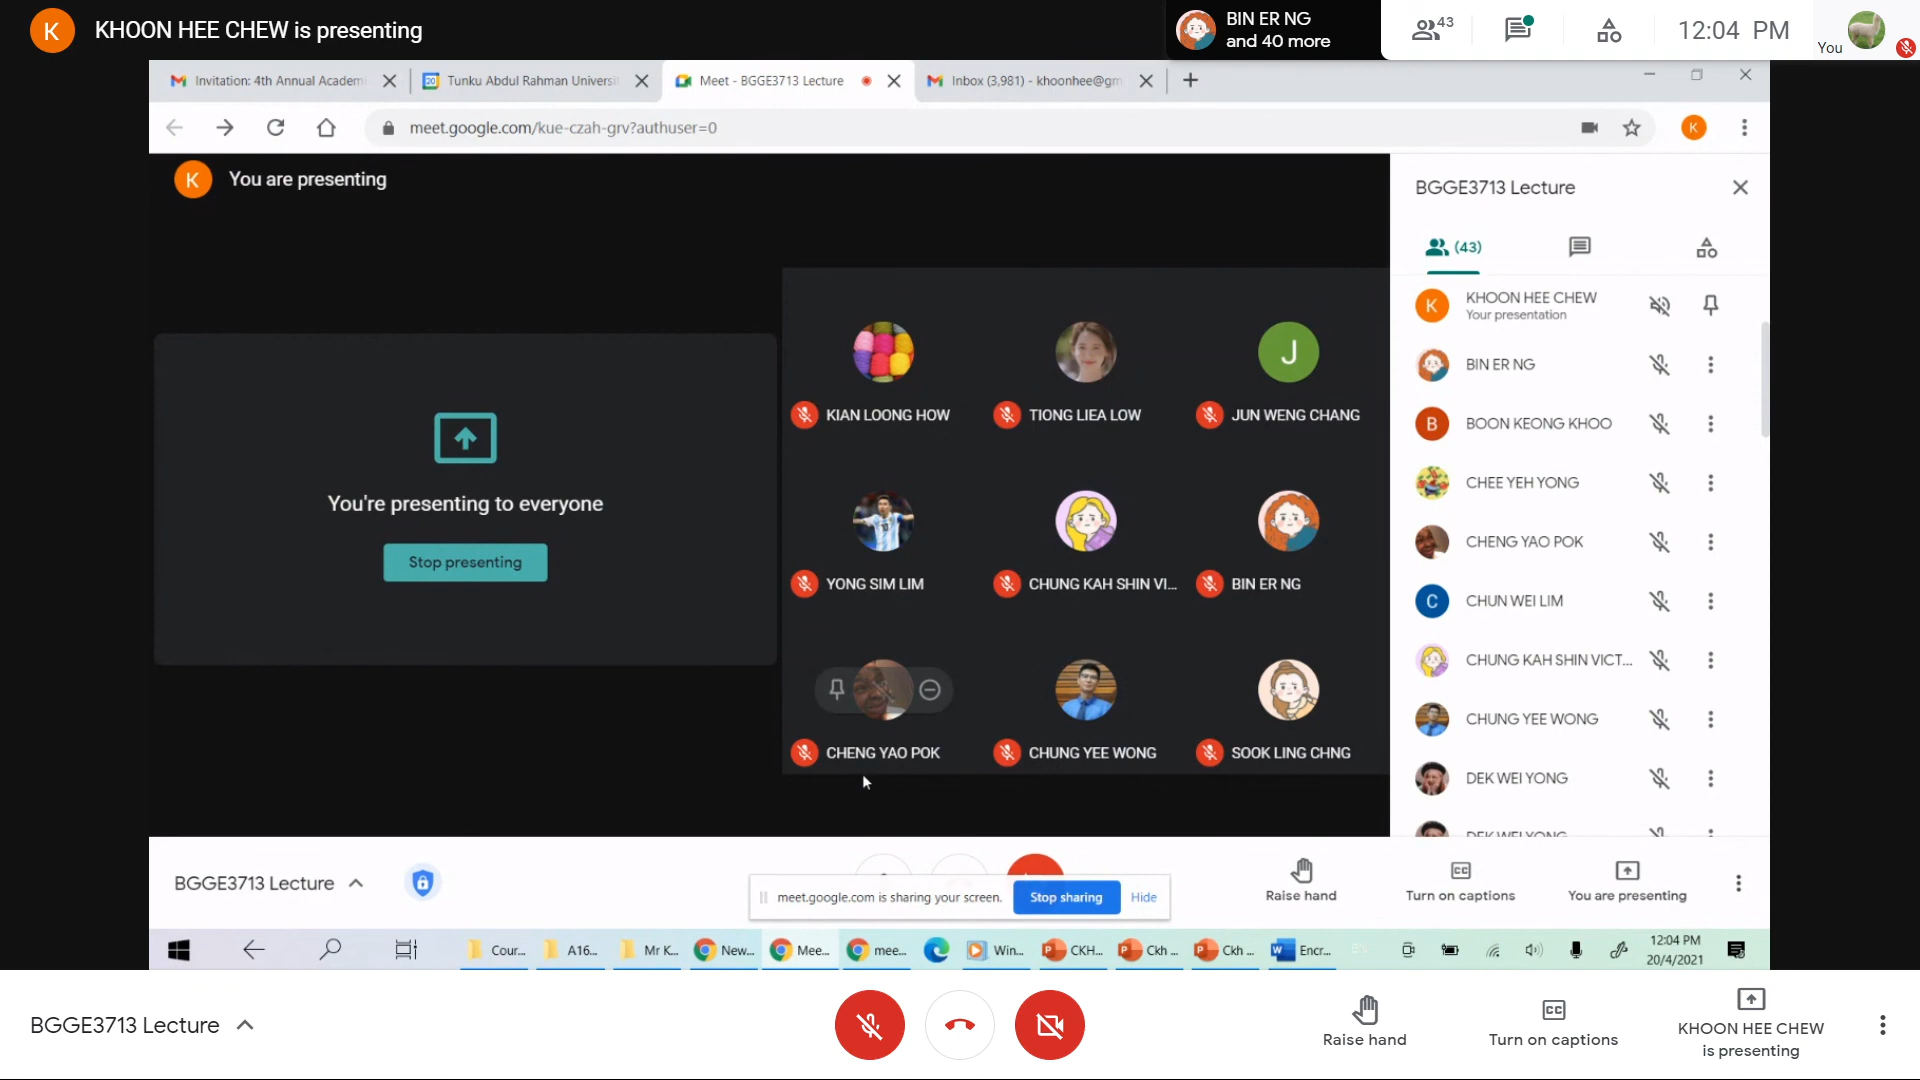 K
KHOON HEE CHEW is presenting
BIN ER NG
and 40 more
43
12:04 PM
You
Invitation: 4th Annual Academi
20
Tunku Abdul Rahman Universit
Meet - BGGE3713 Lecture
Inbox (3,981) - khoonhee@gm
meet.google.com/kue-czah-grv?authuser=0
K
K
You are presenting
BGGE3713 Lecture
(43)
You're presenting to everyone
Stop presenting
KIAN LOONG HOW
TIONG LIEA LOW
J
JUN WENG CHANG
YONG SIM LIM
CHUNG KAH SHIN VI...
BIN ER NG
CHENG YAO POK
CHUNG YEE WONG
SOOK LING CHNG
K
KHOON HEE CHEW
Your presentation
BIN ER NG
B
BOON KEONG KHOO
CHEE YEH YONG
CHENG YAO POK
C
CHUN WEI LIM
CHUNG KAH SHIN VICT...
CHUNG YEE WONG
DEK WEI YONG
DEK WEI YONG
BGGE3713 Lecture
meet.google.com is sharing your screen.
Stop sharing
Hide
Raise hand
Turn on captions
You are presenting
Cour...
A16...
Mr K...
New...
Mee...
mee...
Win...
CKH...
Ckh ...
Ckh ...
Encr...
12:04 PM
20/4/2021
BGGE3713 Lecture
Raise hand
Turn on captions
KHOON HEE CHEW
is presenting